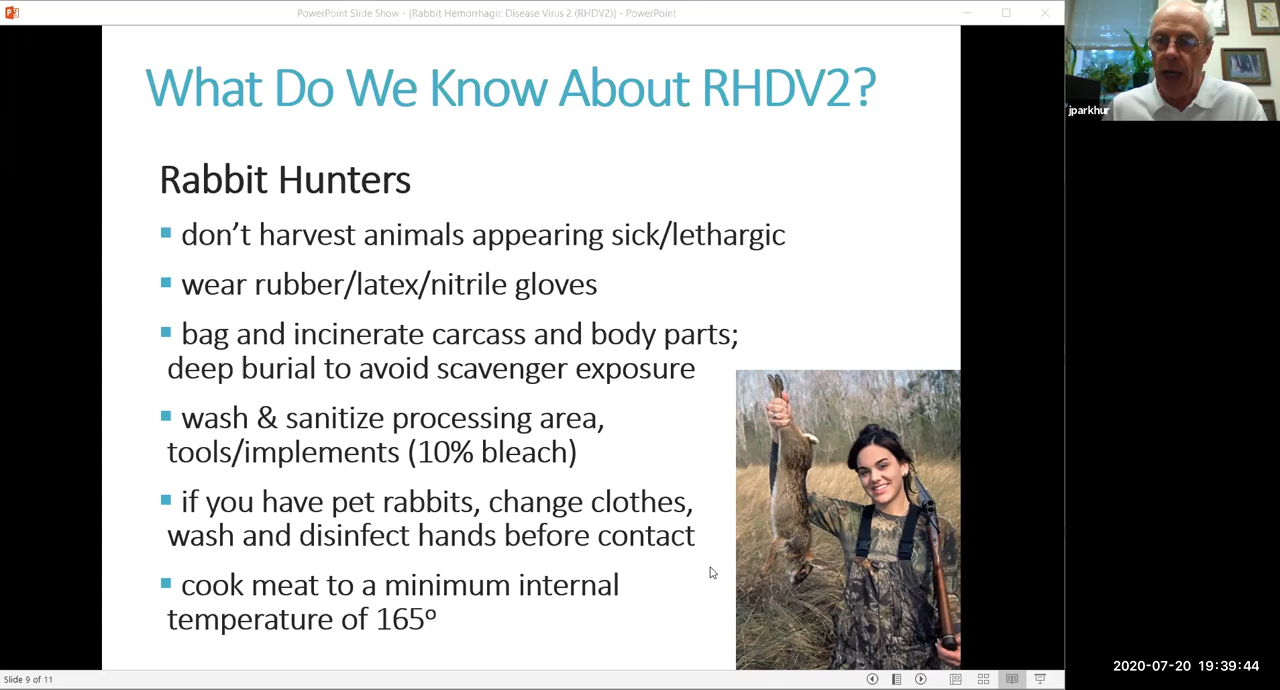 PowerPoint Slide Show - [Rabbit Hemorrhagic Disease Virus 2 (RHDV2)] - PowerPoint
What Do We Know About RHDV2?
jparkhur
Rabbit Hunters
▪ don’t harvest animals appearing sick/lethargic
▪ wear rubber/latex/nitrile gloves
▪ bag and incinerate carcass and body parts;
deep burial to avoid scavenger exposure
▪ wash & sanitize processing area,
tools/implements (10% bleach)
▪ if you have pet rabbits, change clothes,
wash and disinfect hands before contact
▪ cook meat to a minimum internal
temperature of 165º
2020-07-20 19:39:44
Slide 9 of 11